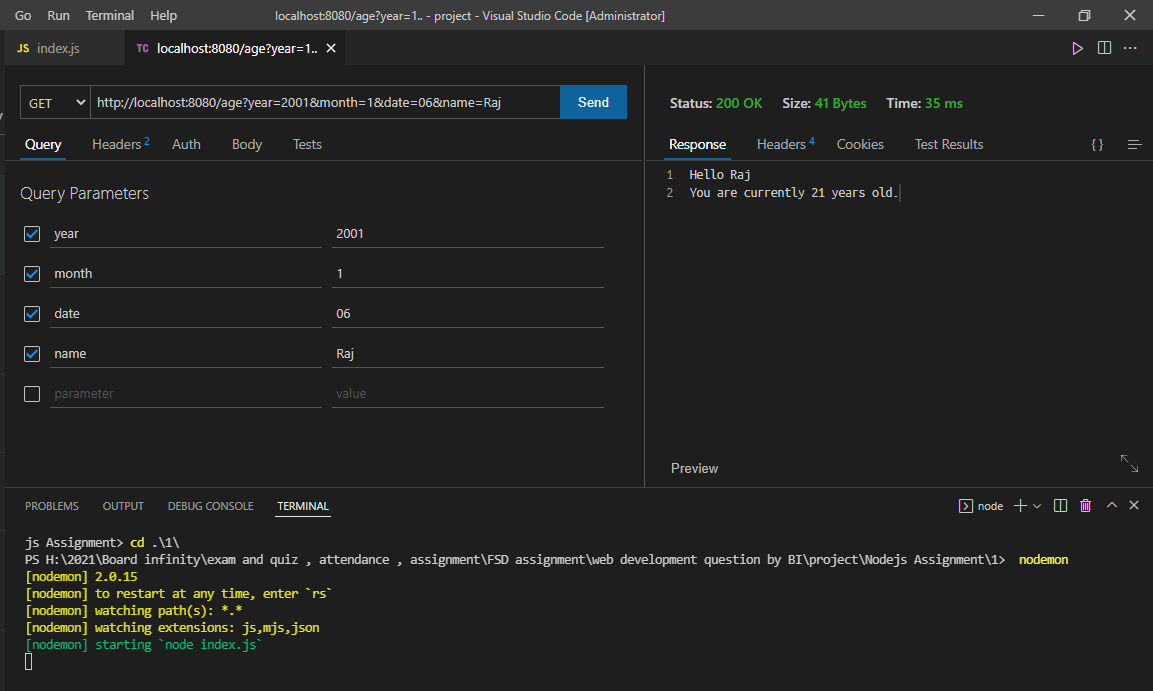 Go Run Terminal Help localhost:8080/age?year=1.. - project - Visual Studio Code [Administrator]
JS index.js TC localhost:8080/age?year=1..
GET http://localhost:8080/age?year=2001&month=1&date=06&name=Raj Send
Status: 200 OK Size: 41 Bytes Time: 35 ms
Query Headers 2 Auth Body Tests
Response Headers 4 Cookies Test Results { }
Query Parameters
year 2001
month 1
date 06
name Raj
parameter value
1 Hello Raj
2 You are currently 21 years old.
Preview
PROBLEMS OUTPUT DEBUG CONSOLE TERMINAL node
js Assignment> cd .\1\
PS H:\2021\Board infinity\exam and quiz , attendance , assignment\FSD assignment\web development question by BI\project\Nodejs Assignment\1> nodemon
[nodemon] 2.0.15
[nodemon] to restart at any time, enter `rs`
[nodemon] watching path(s): *.*
[nodemon] watching extensions: js,mjs,json
[nodemon] starting `node index.js`